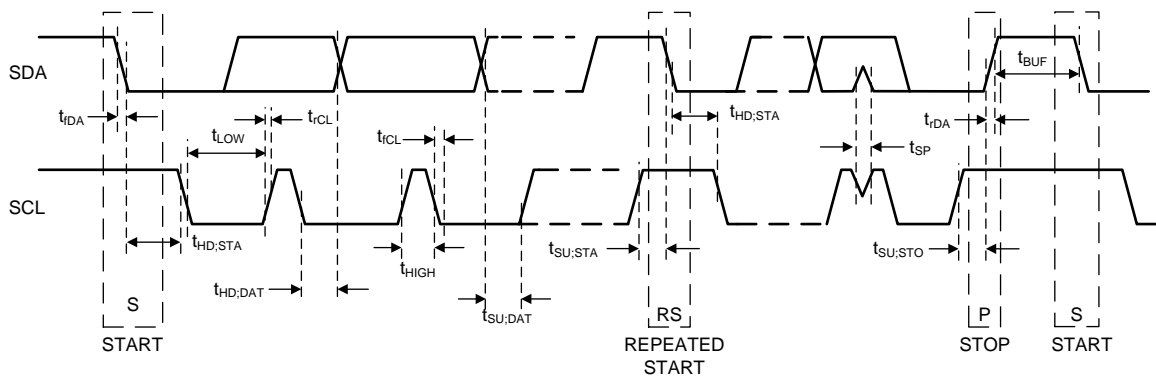 SDA
t_fDA
t_LOW
t_rCL
t_fCL
t_HD;STA
t_SP
t_BUF
t_rDA
SCL
t_HD;STA
t_HD;DAT
t_HIGH
t_SU;DAT
t_SU;STA
t_SU;STO
S
RS
P
S
START
REPEATED
START
STOP
START